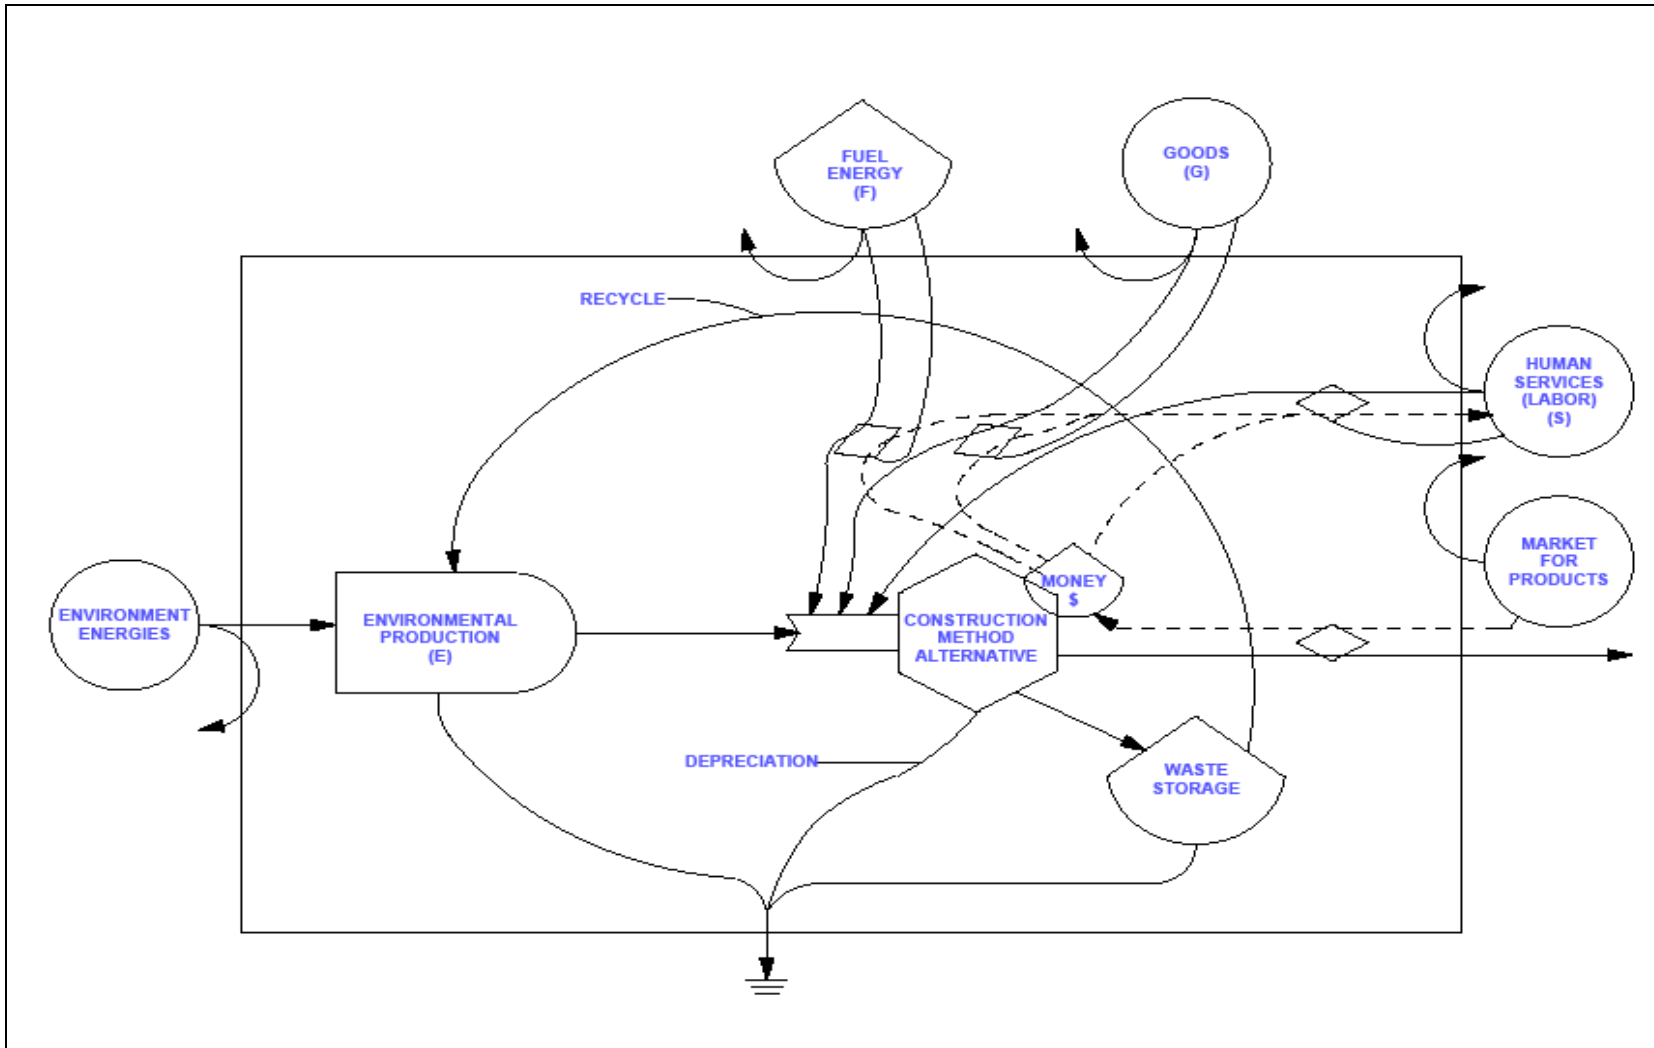 FUEL
ENERGY
(F)
GOODS
(G)
RECYCLE
HUMAN
SERVICES
(LABOR)
(S)
MARKET
FOR
PRODUCTS
MONEY
$
ENVIRONMENT
ENERGIES
ENVIRONMENTAL
PRODUCTION
(E)
CONSTRUCTION
METHOD
ALTERNATIVE
DEPRECIATION
WASTE
STORAGE